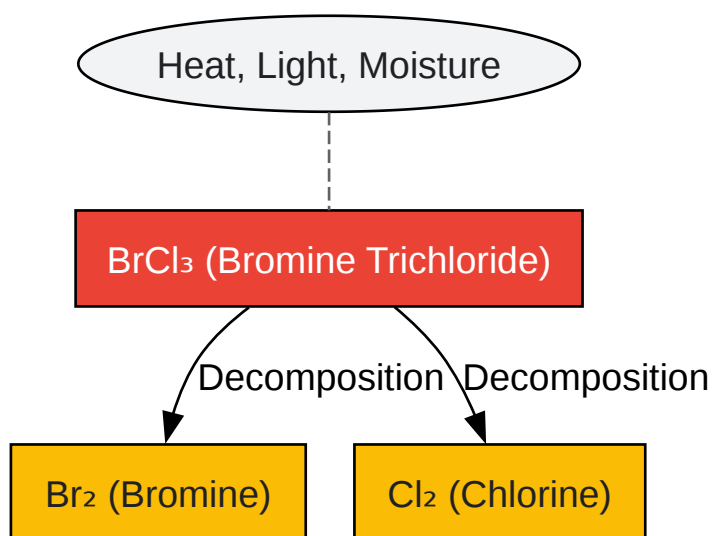 Heat, Light, Moisture
BrCl₃ (Bromine Trichloride)
Decomposition Decomposition
Br₂ (Bromine) Cl₂ (Chlorine)